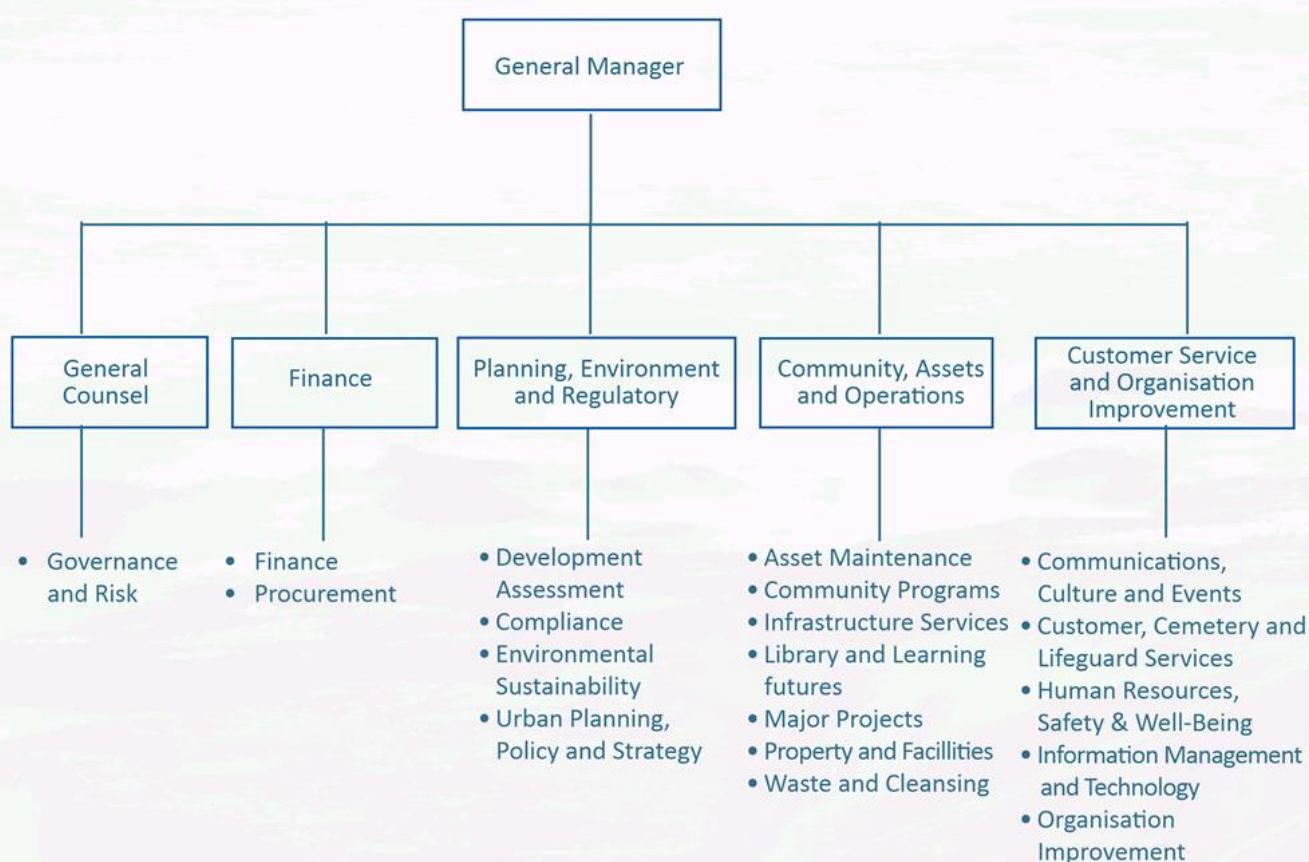 General Manager
General
Counsel
Finance
Planning, Environment
and Regulatory
Community, Assets
and Operations
Customer Service
and Organisation
Improvement
• Governance
and Risk
• Finance
• Procurement
• Development
Assessment
• Compliance
• Environmental
Sustainability
• Urban Planning,
Policy and Strategy
• Asset Maintenance
• Community Programs
• Infrastructure Services
• Library and Learning
futures
• Major Projects
• Property and Facillities
• Waste and Cleansing
• Communications,
Culture and Events
• Customer, Cemetery and
Lifeguard Services
• Human Resources,
Safety & Well-Being
• Information Management
and Technology
• Organisation
Improvement